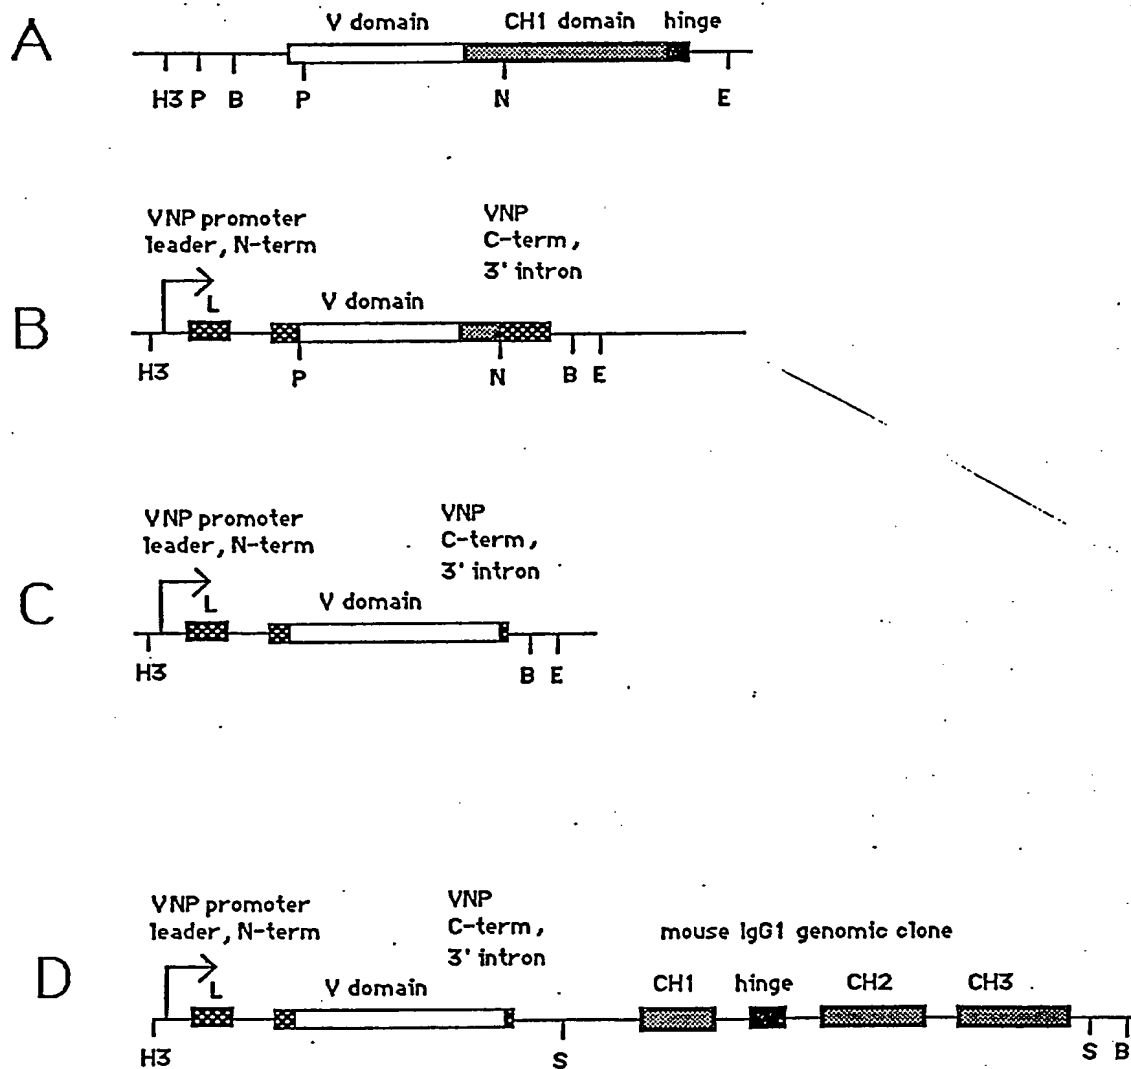 A
V domain CH1 domain hinge
H3 P B P N E
B
VNP promoter
leader, N-term
VNP
C-term,
3' intron
L
V domain
H3 P N B E
C
VNP promoter
leader, N-term
VNP
C-term,
3' intron
L
V domain
H3 B E
D
VNP promoter
leader, N-term
VNP
C-term,
3' intron
mouse IgG1 genomic clone
L
V domain
CH1 hinge CH2 CH3
H3 S S B